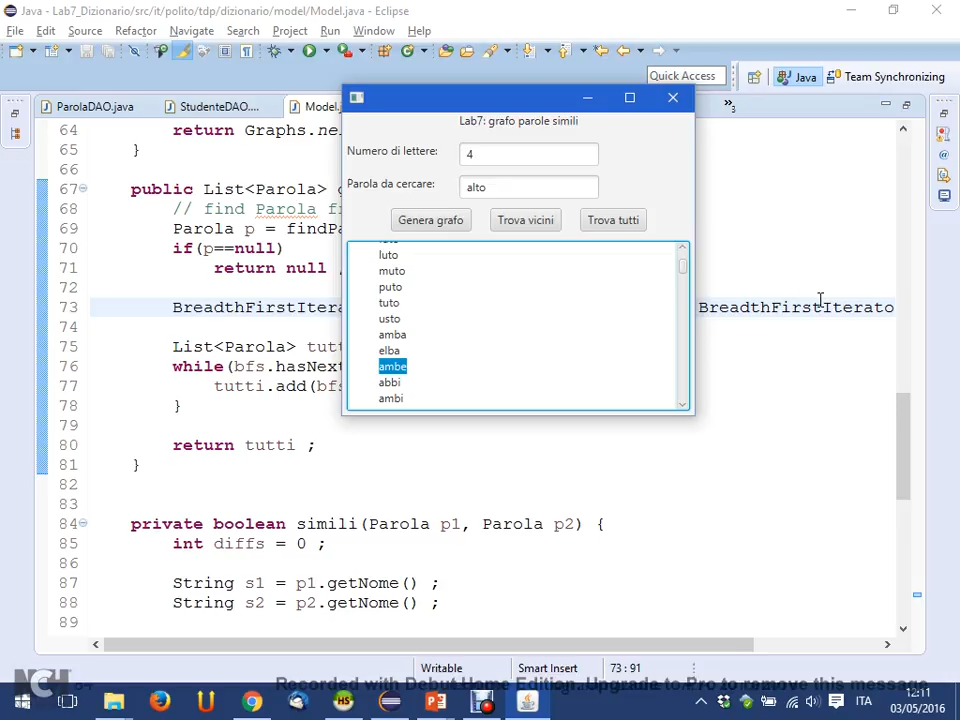 Java - Lab7_Dizionario/src/it/polito/tdp/dizionario/model/Model.java - Eclipse
File Edit Source Refactor Navigate Search Project Run Window Help
Quick Access
Java
Team Synchronizing
ParolaDAO.java
StudenteDAO....
Model.j
»3
Lab7: grafo parole simili
Numero di lettere:
4
Parola da cercare:
alto
Genera grafo
Trova vicini
Trova tutti
luto
muto
puto
tuto
usto
amba
elba
ambe
abbi
ambi
64 return Graphs.ne
65 }
66
67 public List<Parola>
68 // find Parola
69 Parola p = findP
70 if(p==null)
71 return null ;
72
73 BreadthFirstItera BreadthFirstIterato
74
75 List<Parola> tut
76 while(bfs.hasNex
77 tutti.add(bf
78 }
79
80 return tutti ;
81 }
82
83
84 private boolean simili(Parola p1, Parola p2) {
85 int diffs = 0 ;
86
87 String s1 = p1.getNome() ;
88 String s2 = p2.getNome() ;
89
Writable
Smart Insert
73 : 91
NCH
Recorded with Debut Home Edition. Upgrade to Pro to remove this message
ITA
12:11
03/05/2016